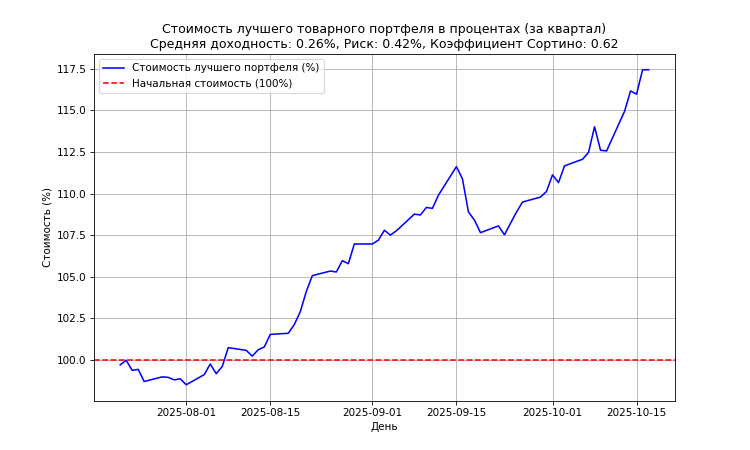 Стоимость лучшего товарного портфеля в процентах (за квартал)
Средняя доходность: 0.26%, Риск: 0.42%, Коэффициент Сортино: 0.62
Стоимость лучшего портфеля (%)
Начальная стоимость (100%)
Стоимость (%)
117.5
115.0
112.5
110.0
107.5
105.0
102.5
100.0
2025-08-01 2025-08-15 2025-09-01 2025-09-15 2025-10-01 2025-10-15
День